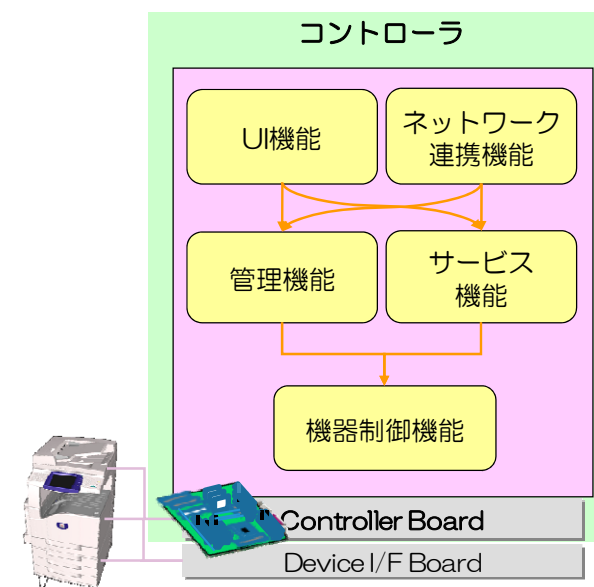 コントローラ
UI機能
ネットワーク
連携機能
管理機能
サービス
機能
機器制御機能
Controller Board
Device I/F Board